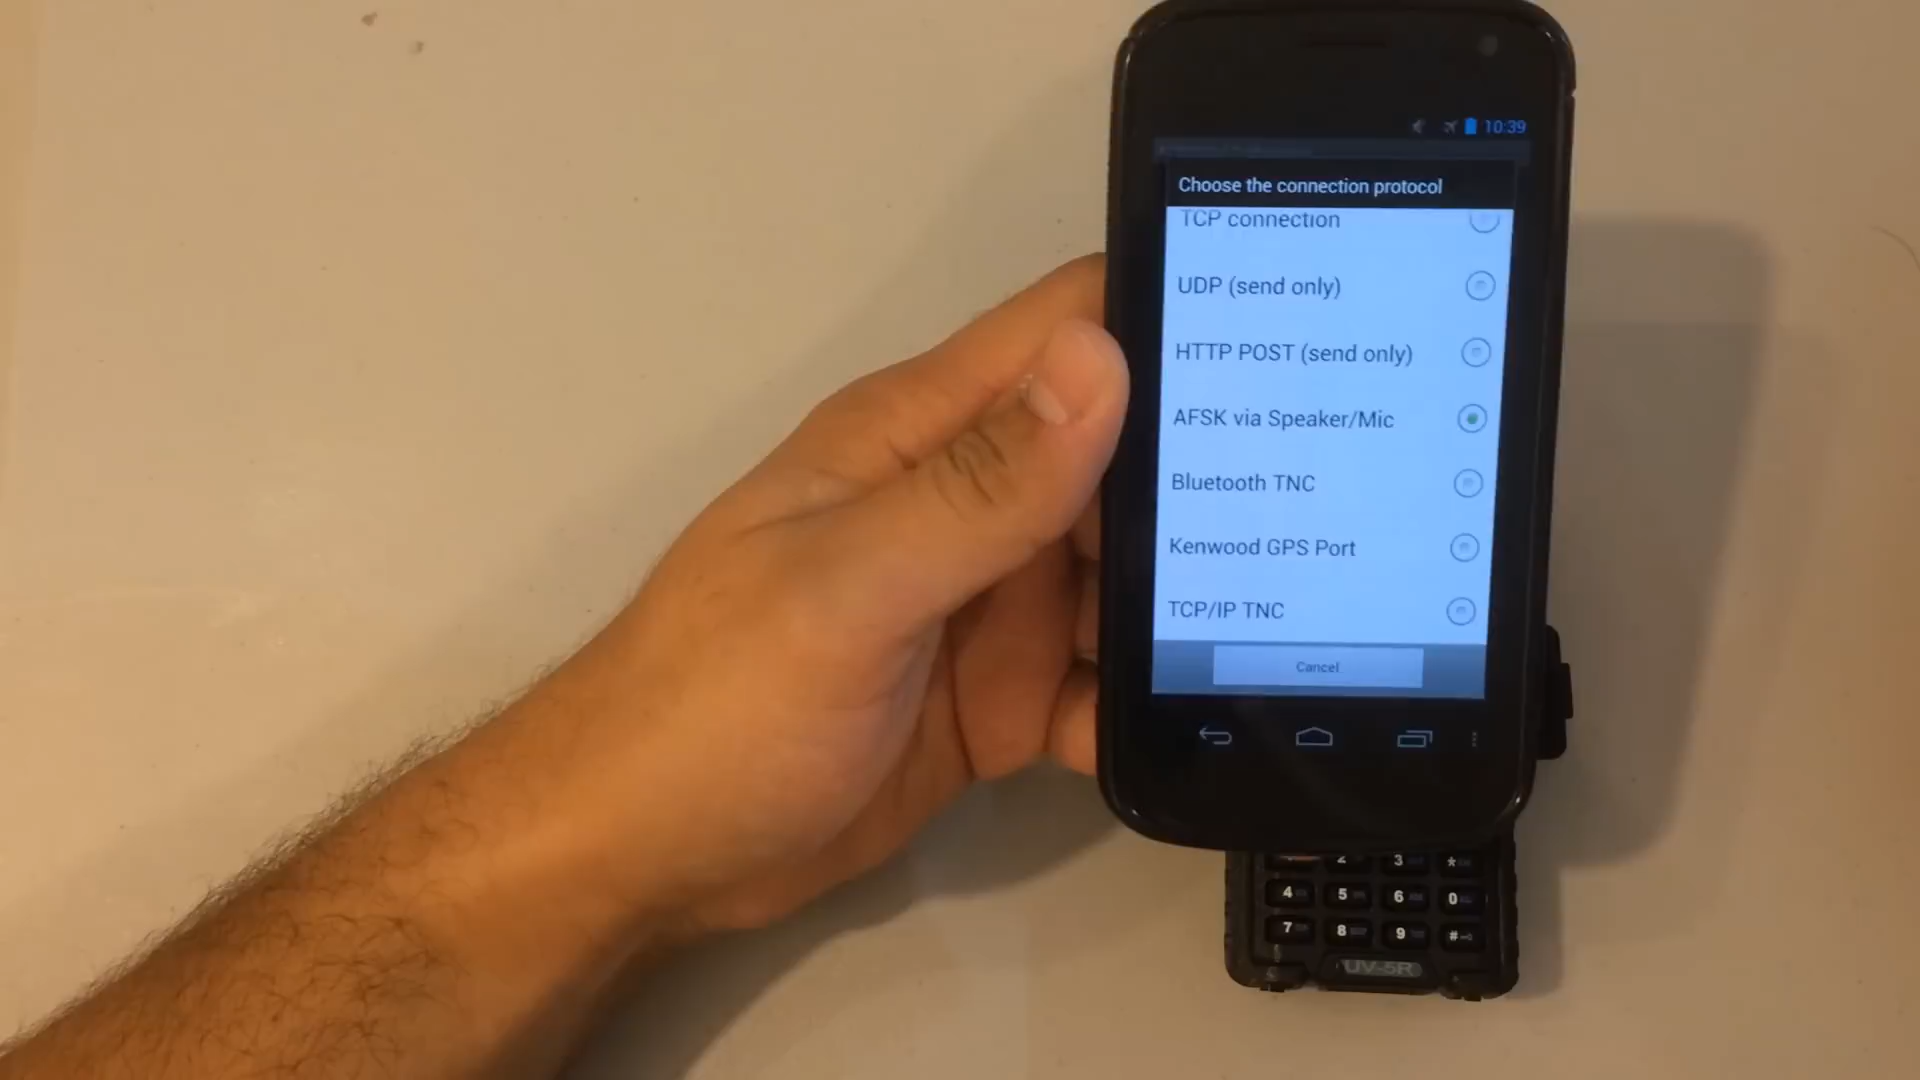 10:39
Choose the connection protocol
TCP connection
UDP (send only)
HTTP POST (send only)
AFSK via Speaker/Mic
Bluetooth TNC
Kenwood GPS Port
TCP/IP TNC
Cancel
2 3 *
4 5 6 0
7 8 9 #
UV-5R